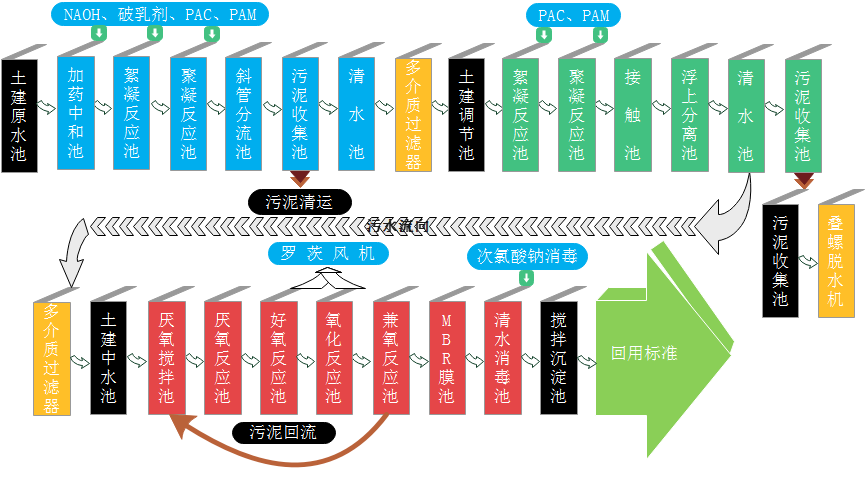 NAOH、破乳剂、PAC、PAM
PAC、PAM
土建原水池
加药中和池
絮凝反应池
聚凝反应池
斜管分流池
污泥收集池
清水池
多介质过滤器
土建调节池
絮凝反应池
聚凝反应池
接触池
浮上分离池
清水池
污泥收集池
污泥清运
污水流向
污泥收集池
叠螺脱水机
罗茨风机
次氯酸钠消毒
多介质过滤器
土建中水池
厌氧搅拌池
厌氧反应池
好氧反应池
氧化反应池
兼氧反应池
MBR膜池
清水消毒池
搅拌沉淀池
回用标准
污泥回流